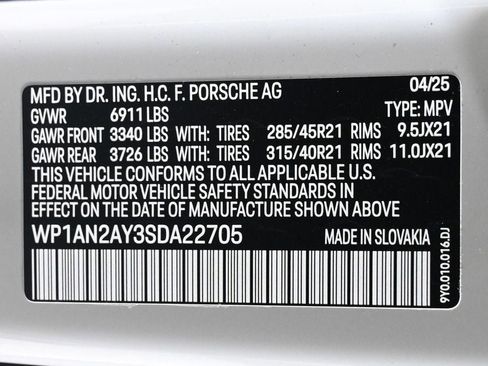 MFD BY DR. ING. H.C. F. PORSCHE AG 04/25
GVWR 6911 LBS TYPE: MPV
GAWR FRONT 3340 LBS WITH: TIRES 285/45R21 RIMS 9.5JX21
GAWR REAR 3726 LBS WITH: TIRES 315/40R21 RIMS 11.0JX21
THIS VEHICLE CONFORMS TO ALL APPLICABLE U.S.
FEDERAL MOTOR VEHICLE SAFETY STANDARDS IN
EFFECT ON THE DATE OF MANUFACTURE SHOWN ABOVE
WP1AN2AY3SDA22705 MADE IN SLOVAKIA
9Y0.010.016.DJ